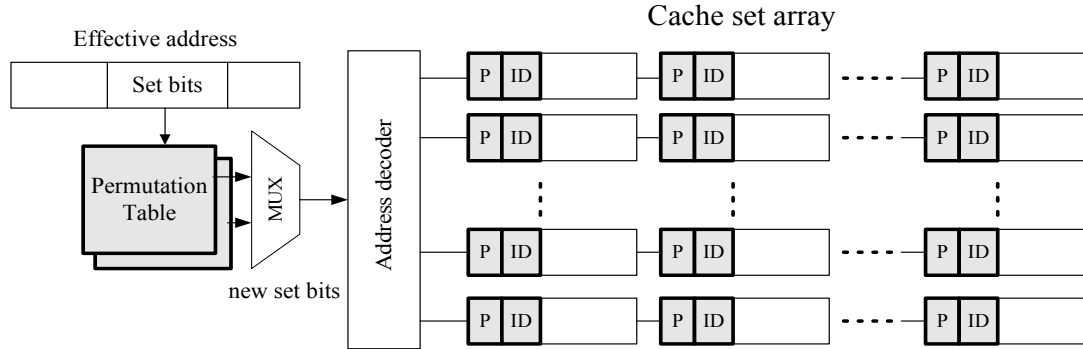 Cache set array
Effective address
Set bits
Permutation
Table
MUX
new set bits
Address decoder
P ID P ID P ID
P ID P ID P ID
P ID P ID P ID
P ID P ID P ID